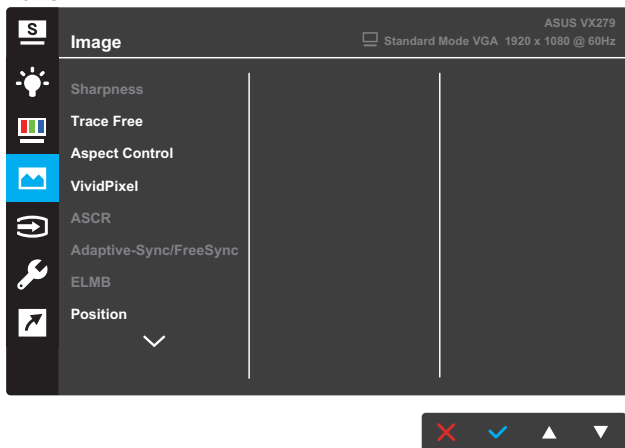 S
ASUS VX279
Image
Standard Mode VGA 1920 x 1080 @ 60Hz
Sharpness
Trace Free
Aspect Control
VividPixel
ASCR
Adaptive-Sync/FreeSync
ELMB
Position